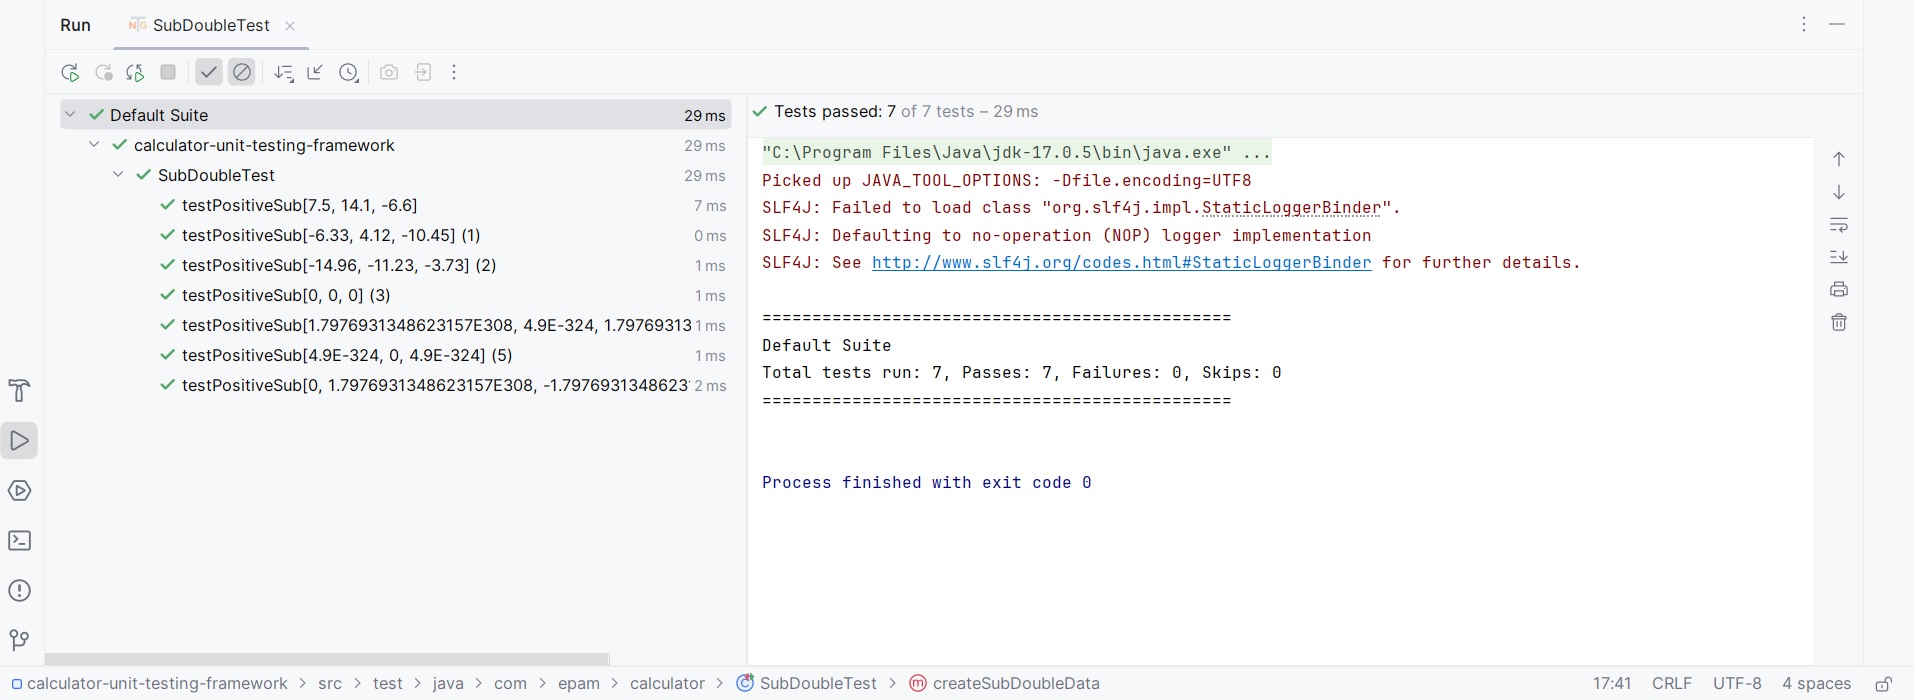 Run SubDoubleTest
Default Suite 29 ms
calculator-unit-testing-framework 29 ms
SubDoubleTest 29 ms
testPositiveSub[7.5, 14.1, -6.6] 7 ms
testPositiveSub[-6.33, 4.12, -10.45] (1) 0 ms
testPositiveSub[-14.96, -11.23, -3.73] (2) 1 ms
testPositiveSub[0, 0, 0] (3) 1 ms
testPositiveSub[1.7976931348623157E308, 4.9E-324, 1.79769313 1 ms
testPositiveSub[4.9E-324, 0, 4.9E-324] (5) 1 ms
testPositiveSub[0, 1.7976931348623157E308, -1.7976931348623 2 ms
Tests passed: 7 of 7 tests – 29 ms
"C:\Program Files\Java\jdk-17.0.5\bin\java.exe" ...
Picked up JAVA_TOOL_OPTIONS: -Dfile.encoding=UTF8
SLF4J: Failed to load class "org.slf4j.impl.StaticLoggerBinder".
SLF4J: Defaulting to no-operation (NOP) logger implementation
SLF4J: See http://www.slf4j.org/codes.html#StaticLoggerBinder for further details.
===============================================
Default Suite
Total tests run: 7, Passes: 7, Failures: 0, Skips: 0
===============================================
Process finished with exit code 0
calculator-unit-testing-framework > src > test > java > com > epam > calculator > SubDoubleTest > createSubDoubleData 17:41 CRLF UTF-8 4 spaces